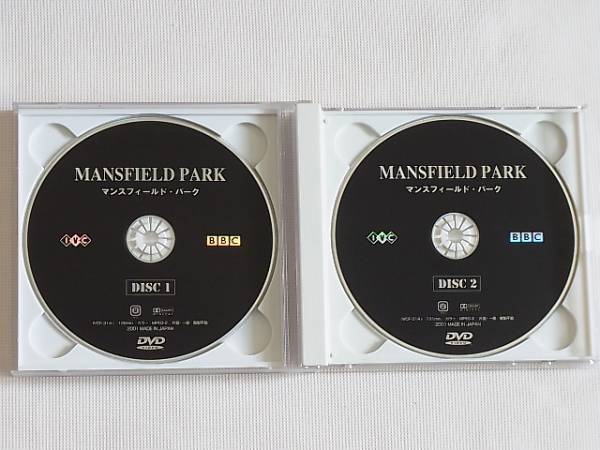 MANSFIELD PARK
マンスフィールド・パーク
IVC
BBC
DISC 1
2001 MADE IN JAPAN
DVD
VIDEO
MANSFIELD PARK
マンスフィールド・パーク
IVC
BBC
DISC 2
2001 MADE IN JAPAN
DVD
VIDEO